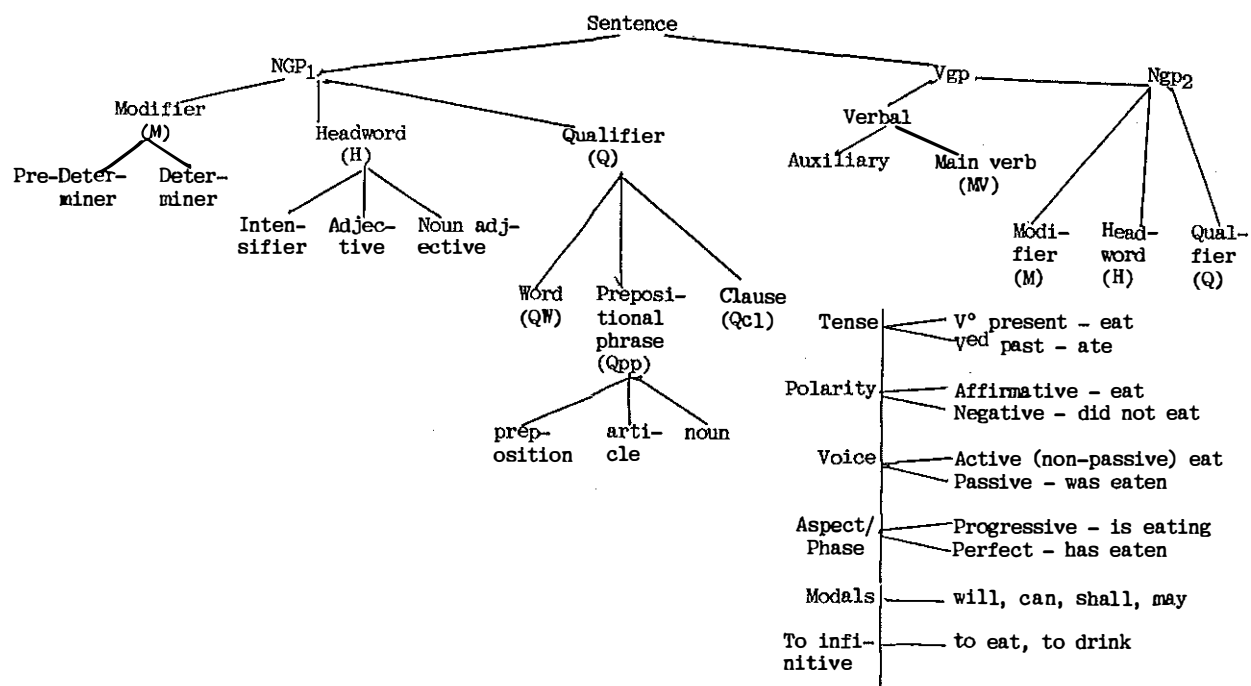 Sentence
NGP1
Vgp
Ngp2
Modifier
(M)
Headword
(H)
Qualifier
(Q)
Verbal
Pre-Deter-
miner
Deter-
miner
Auxiliary
Main verb
(MV)
Inten-
sifier
Adjec-
tive
Noun adj-
ective
Modi-
fier
(M)
Head-
word
(H)
Qual-
fier
(Q)
Word
(QW)
Preposi-
tional
phrase
(Qpp)
Clause
(Qcl)
prep-
osition
arti-
cle
noun
Tense
V° present - eat
Ved past - ate
Polarity
Affirmative - eat
Negative - did not eat
Voice
Active (non-passive) eat
Passive - was eaten
Aspect/
Phase
Progressive - is eating
Perfect - has eaten
Modals
will, can, shall, may
To infi-
nitive
to eat, to drink